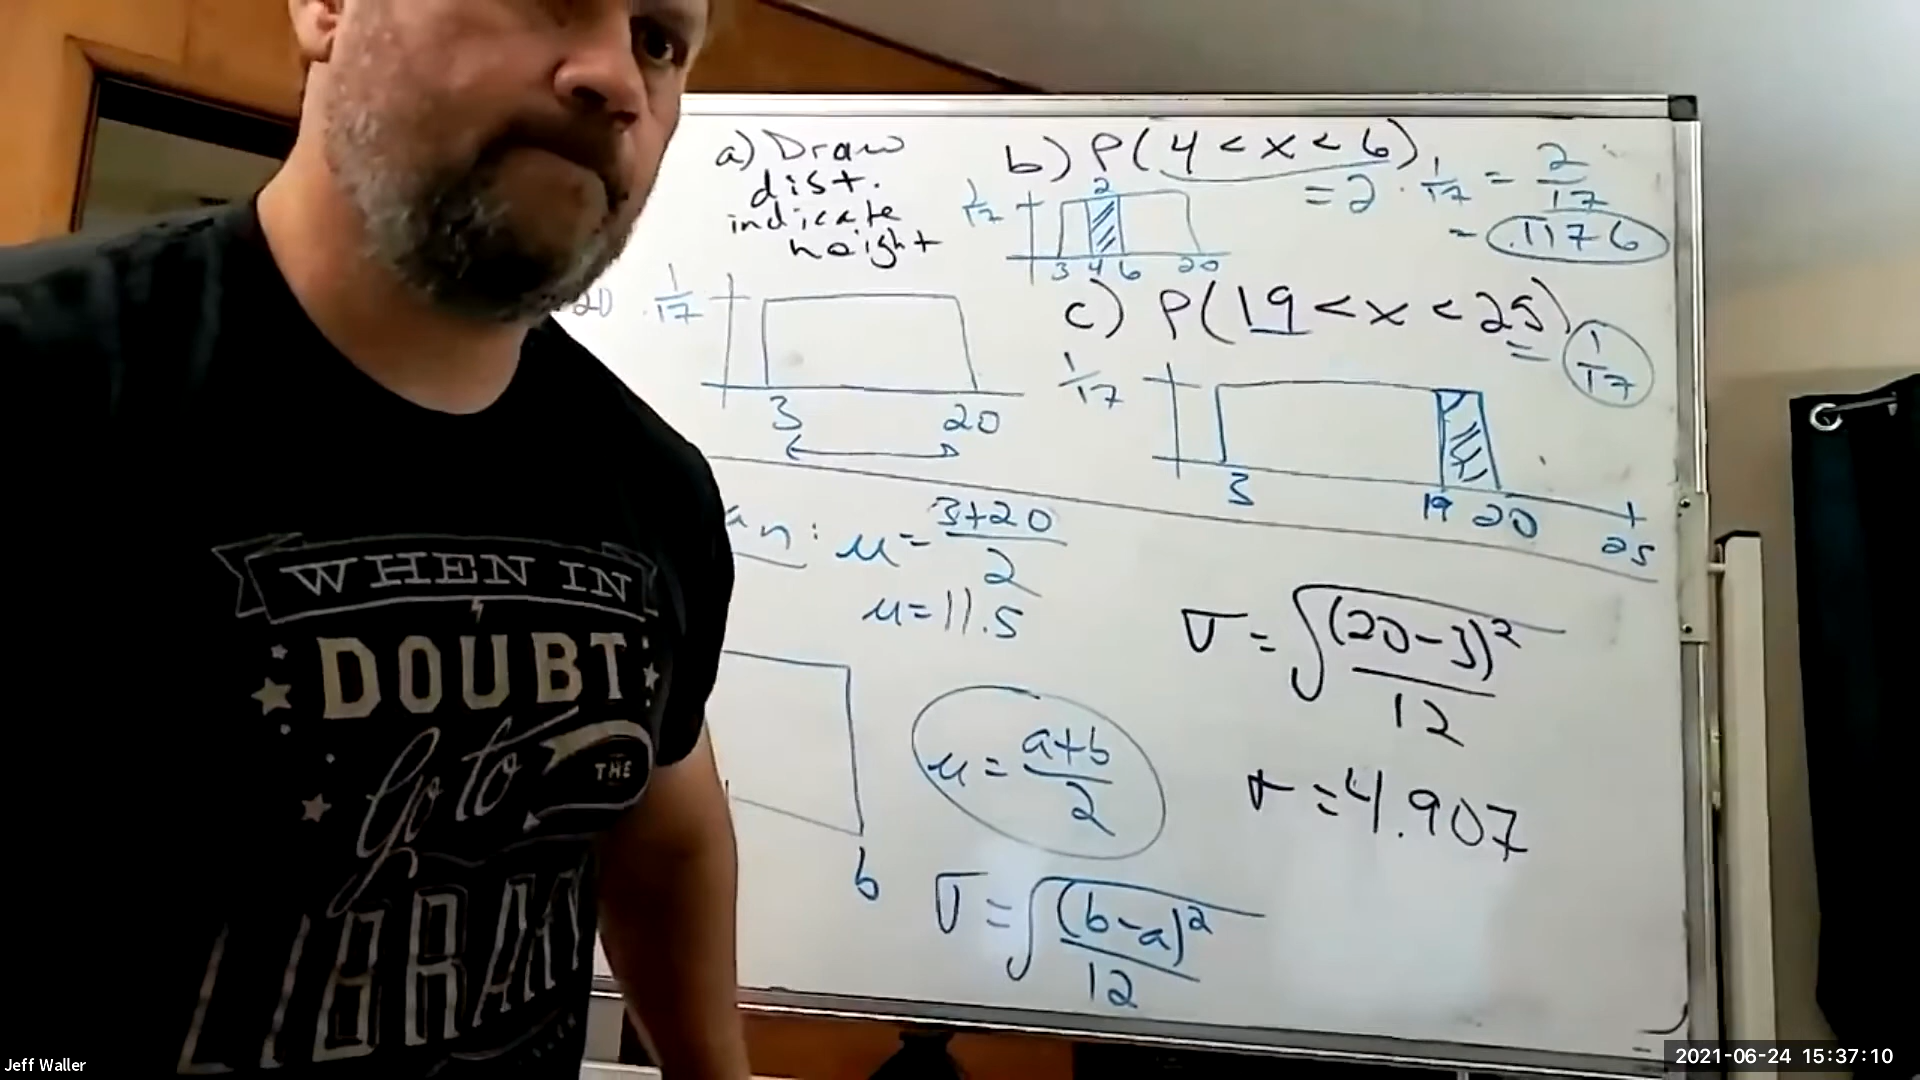 a) Draw
dist.
indicate
height
20
1/17
3
20
b) P(4 < x < 6)
= 2 · 1/17 = 2/17
= .1176
1/17
2
3 4 6 20
c) P(19 < x < 25)
1/17
1/17
3
19 20
25
an: μ = 3+20/2
μ = 11.5
b
μ = a+b/2
σ = √(b-a)²/12
σ = √(20-3)²/12
σ = 4.907
WHEN IN
DOUBT
Go to THE
LIBRARY
Jeff Waller
2021-06-24 15:37:10